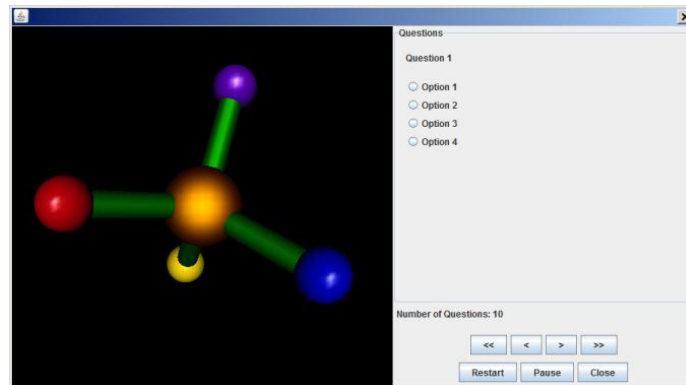 Questions
Question 1
Option 1
Option 2
Option 3
Option 4
Number of Questions: 10
<< < > >>
Restart Pause Close